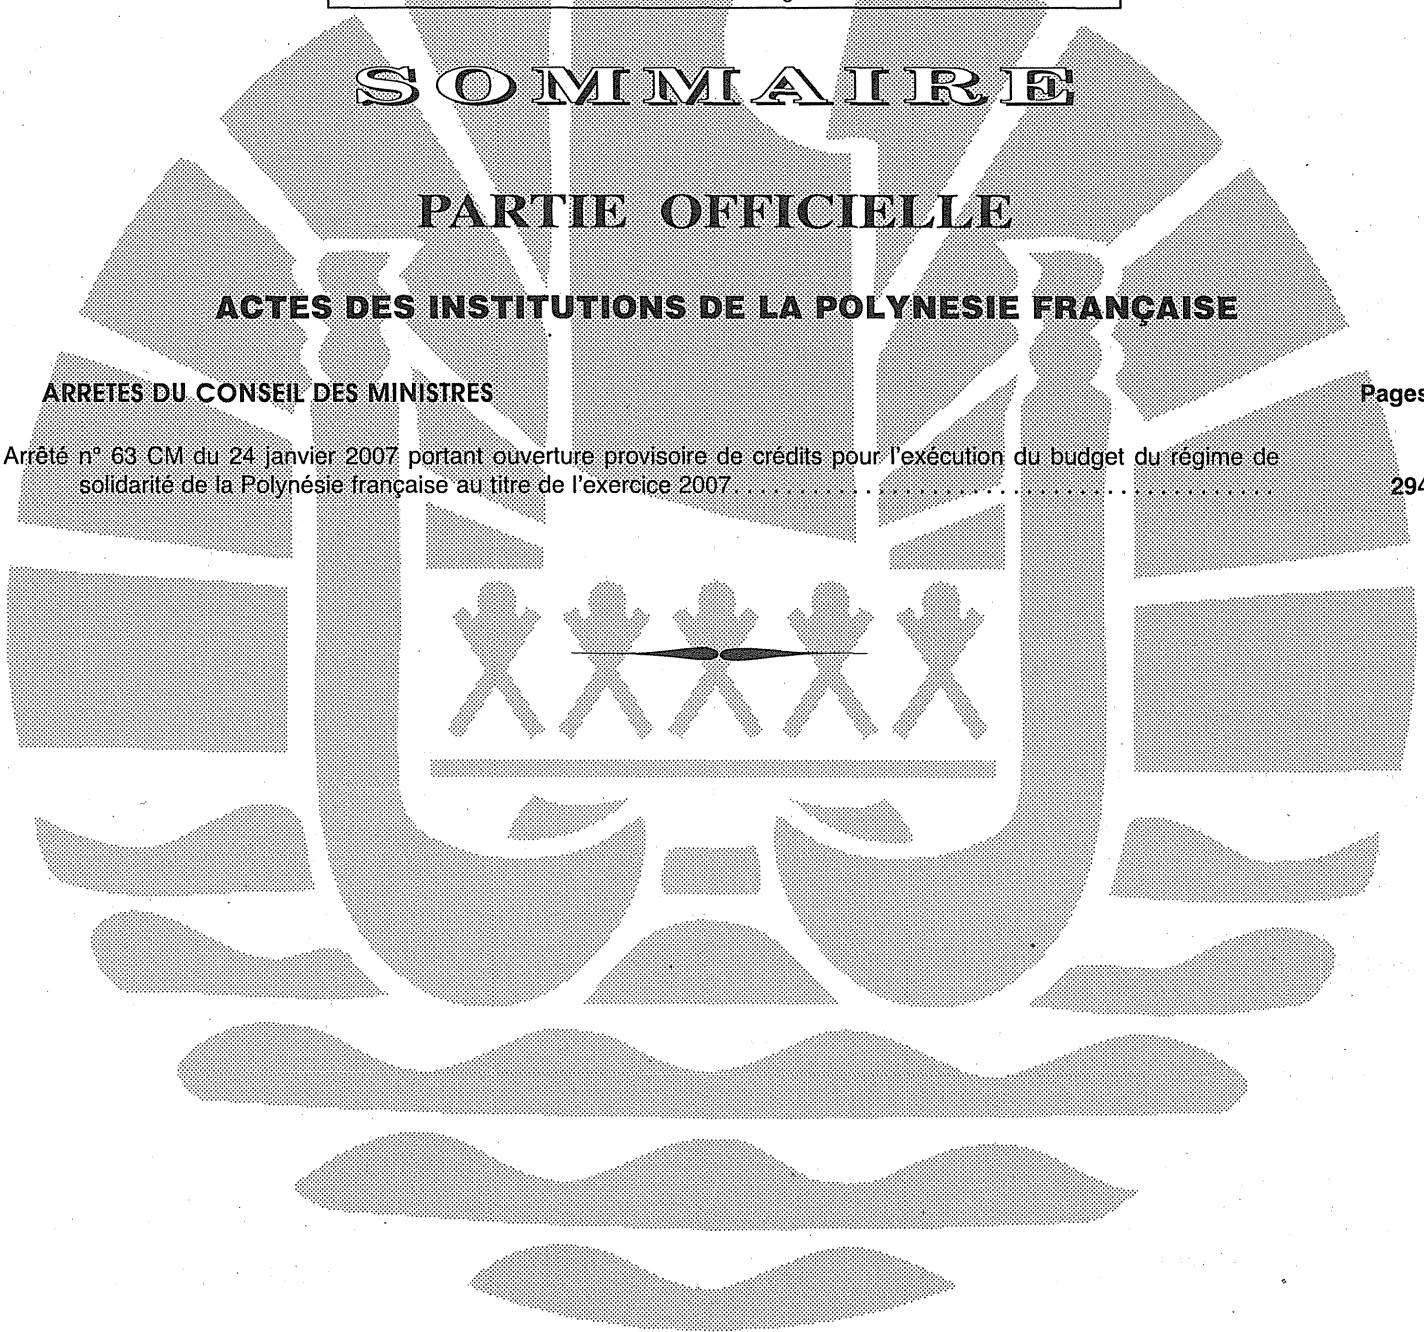 SOMMAIRE
PARTIE OFFICIELLE
ACTES DES INSTITUTIONS DE LA POLYNESIE FRANÇAISE
ARRETES DU CONSEIL DES MINISTRES Pages
Arrêté n° 63 CM du 24 janvier 2007 portant ouverture provisoire de crédits pour l'exécution du budget du régime de
solidarité de la Polynésie française au titre de l'exercice 2007. . . . . . . . . . . . . . . . . . . . . . . . . . . . . . . . . . . . . . . . . 294